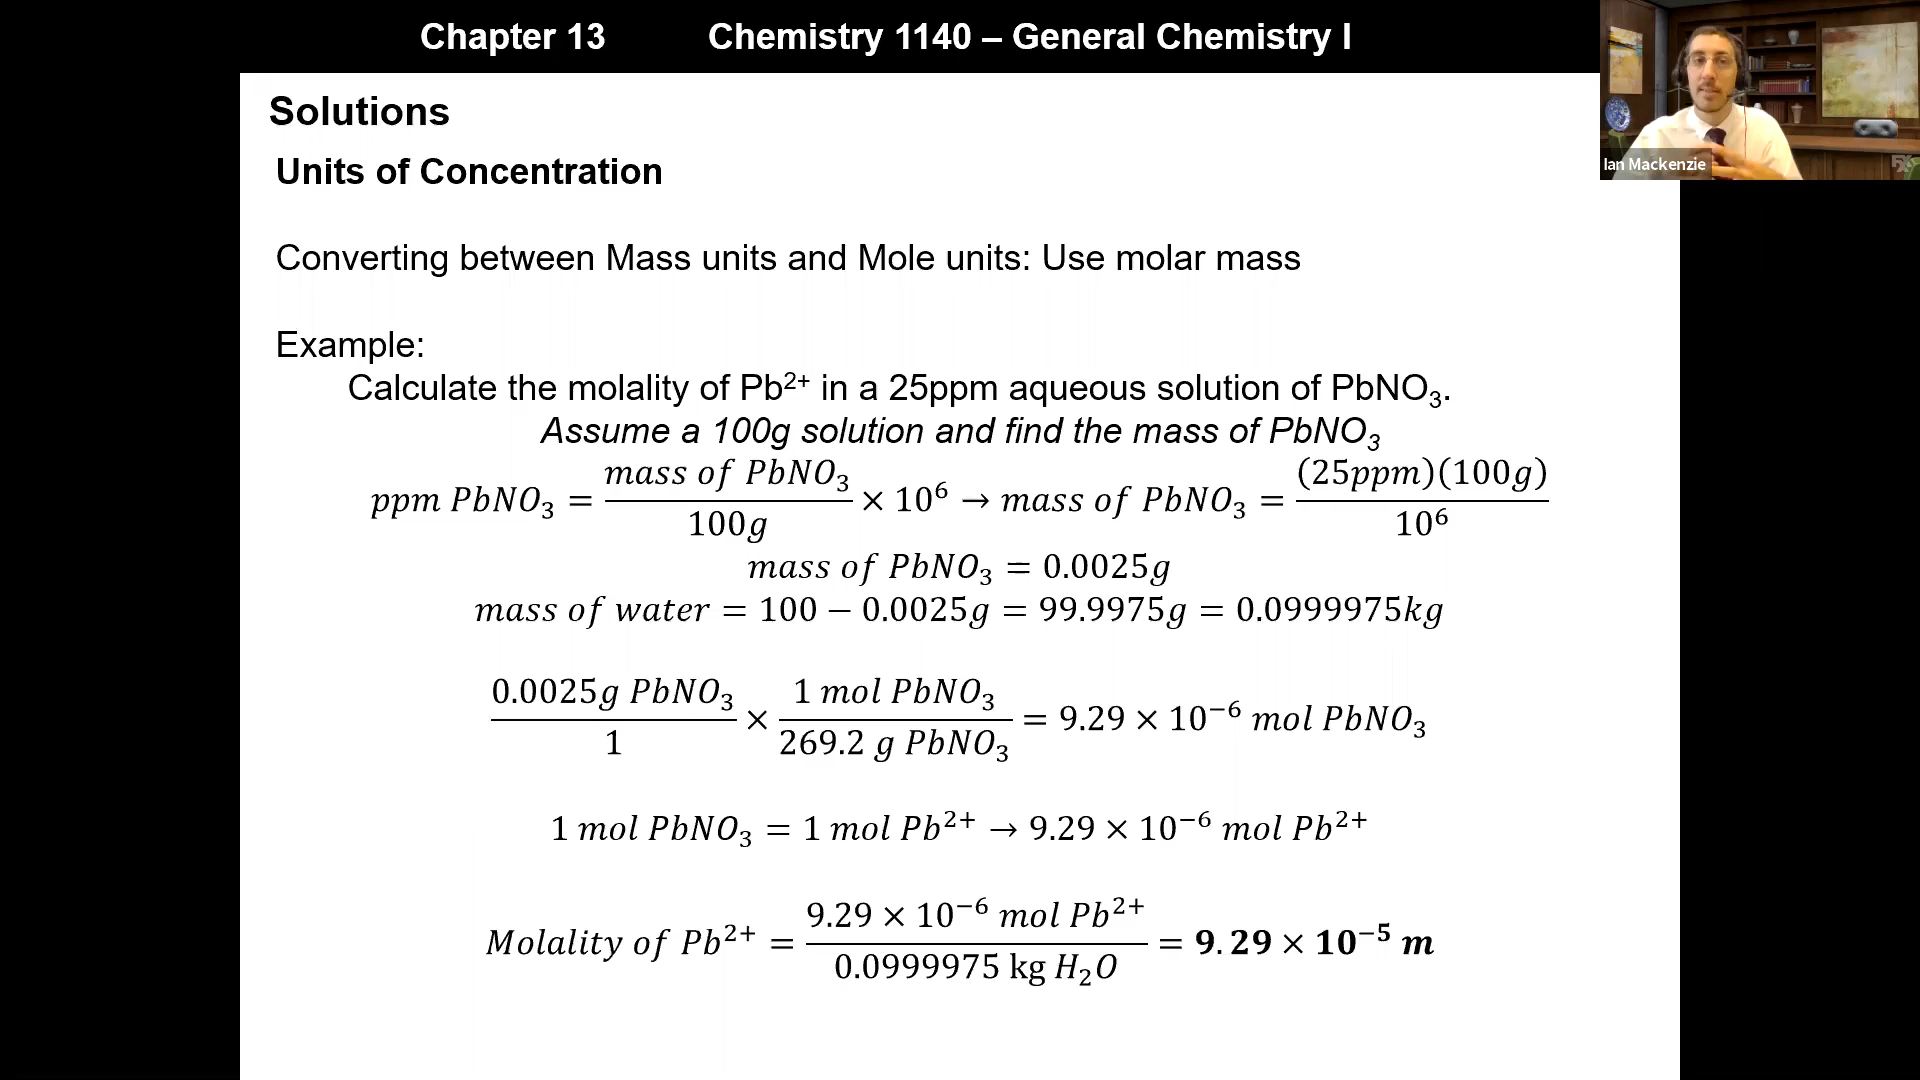 Chapter 13 Chemistry 1140 – General Chemistry I
Ian Mackenzie
Solutions
Units of Concentration
Converting between Mass units and Mole units: Use molar mass
Example:
Calculate the molality of Pb²⁺ in a 25ppm aqueous solution of PbNO₃.
Assume a 100g solution and find the mass of PbNO₃
ppm PbNO₃ = mass of PbNO₃ / 100g × 10⁶ → mass of PbNO₃ = (25ppm)(100g) / 10⁶
mass of PbNO₃ = 0.0025g
mass of water = 100 − 0.0025g = 99.9975g = 0.0999975kg
0.0025g PbNO₃ / 1 × 1 mol PbNO₃ / 269.2 g PbNO₃ = 9.29 × 10⁻⁶ mol PbNO₃
1 mol PbNO₃ = 1 mol Pb²⁺ → 9.29 × 10⁻⁶ mol Pb²⁺
Molality of Pb²⁺ = 9.29 × 10⁻⁶ mol Pb²⁺ / 0.0999975 kg H₂O = 9.29 × 10⁻⁵ m